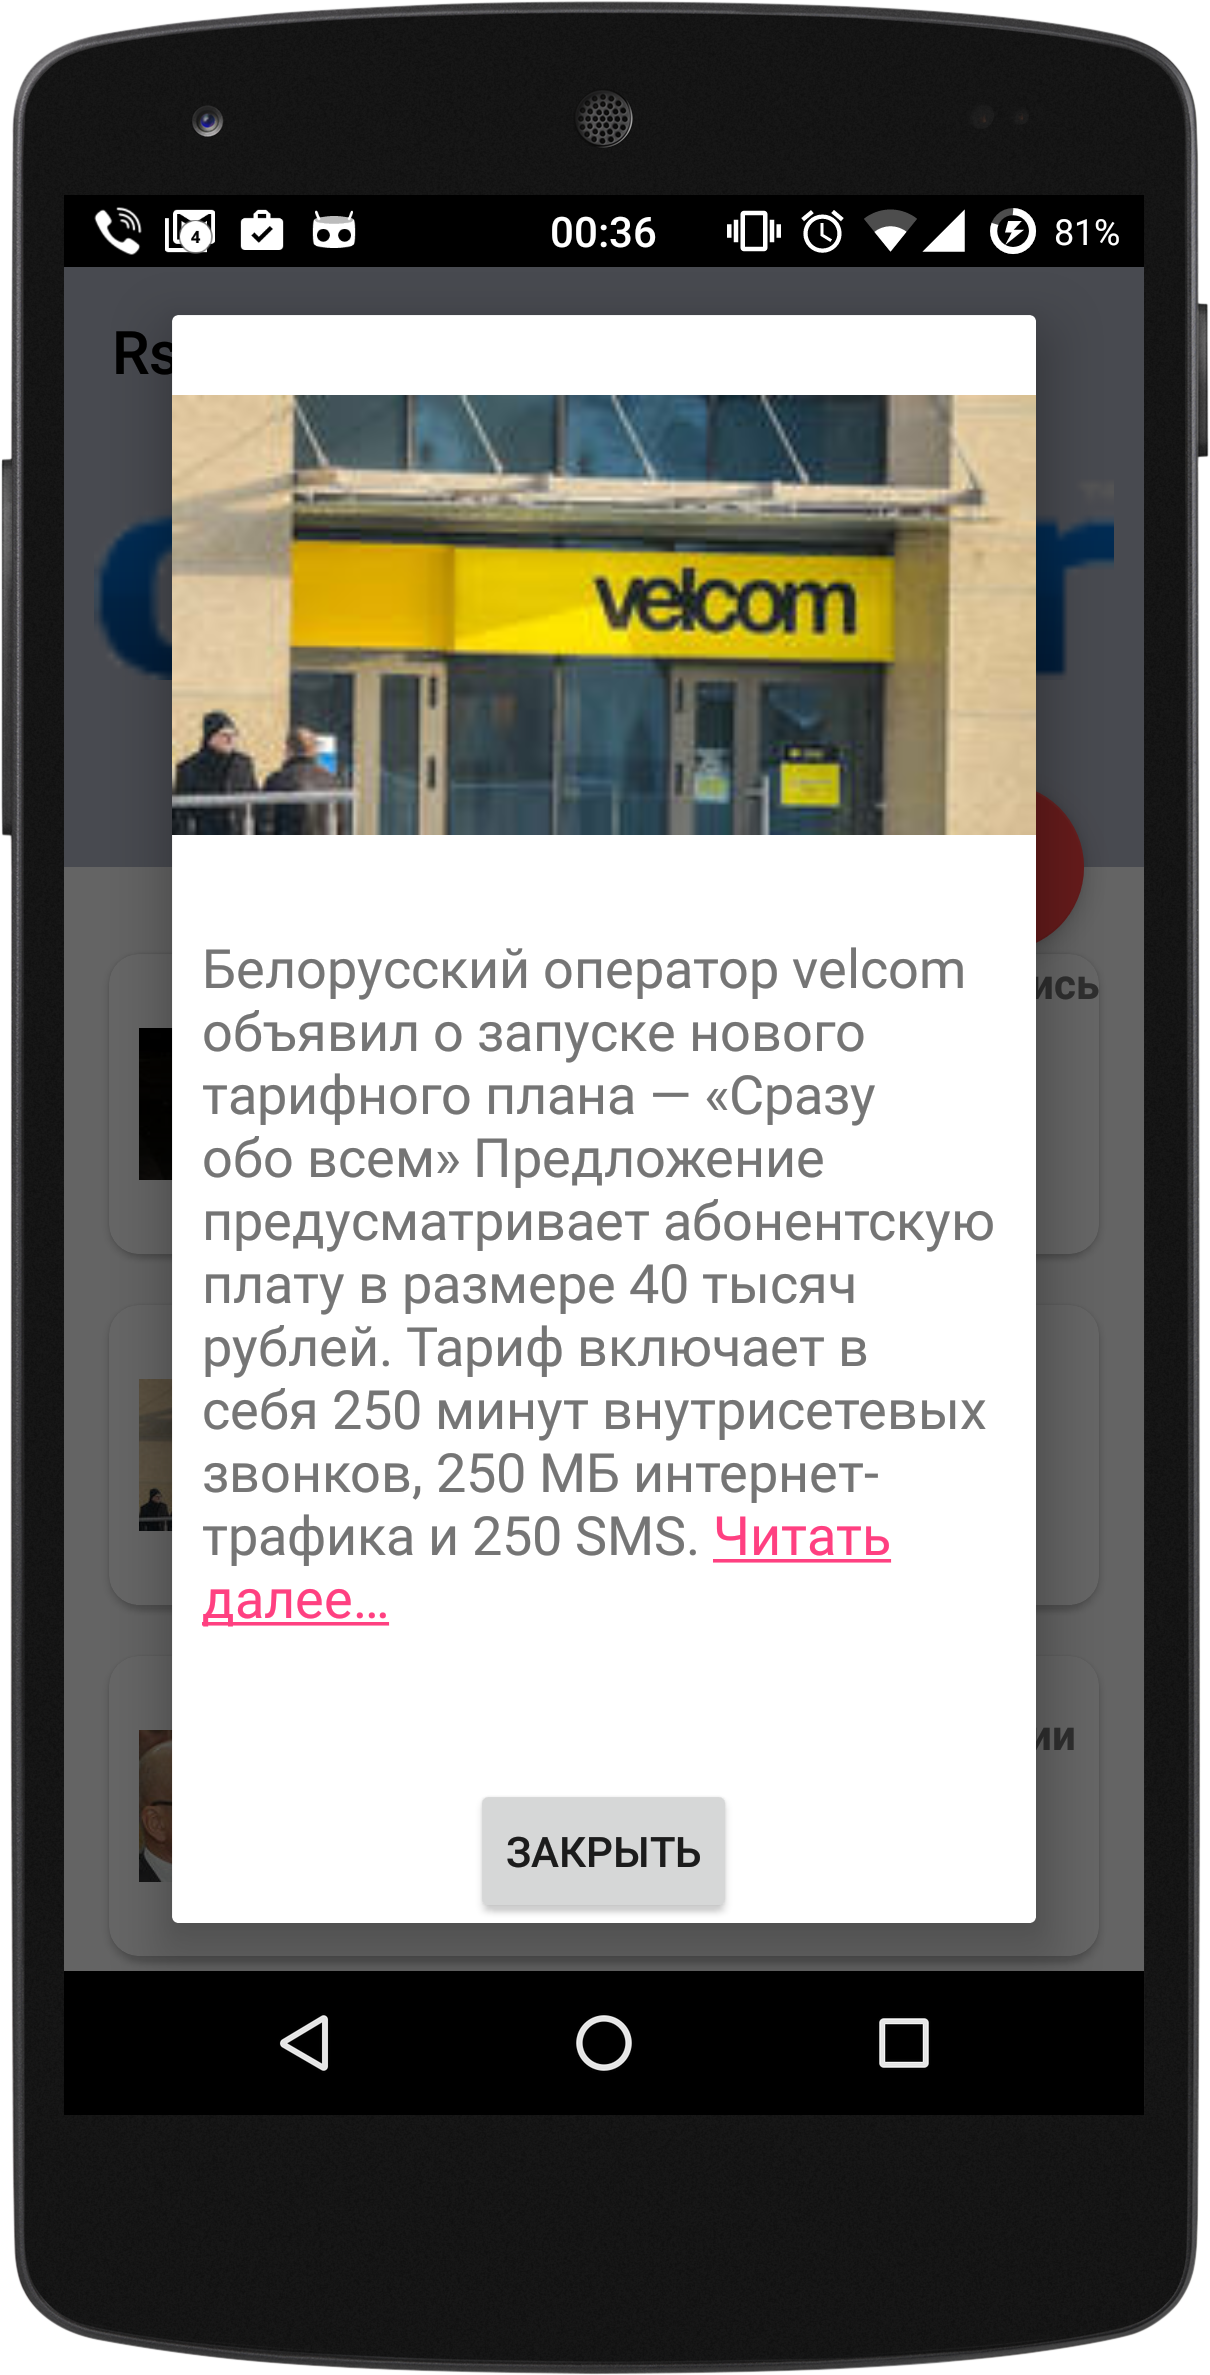 4
00:36
81%
Rs
velcom
Белорусский оператор velcom
объявил о запуске нового
тарифного плана — «Сразу
обо всем» Предложение
предусматривает абонентскую
плату в размере 40 тысяч
рублей. Тариф включает в
себя 250 минут внутрисетевых
звонков, 250 МБ интернет-
трафика и 250 SMS. Читать
далее...
ЗАКРЫТЬ